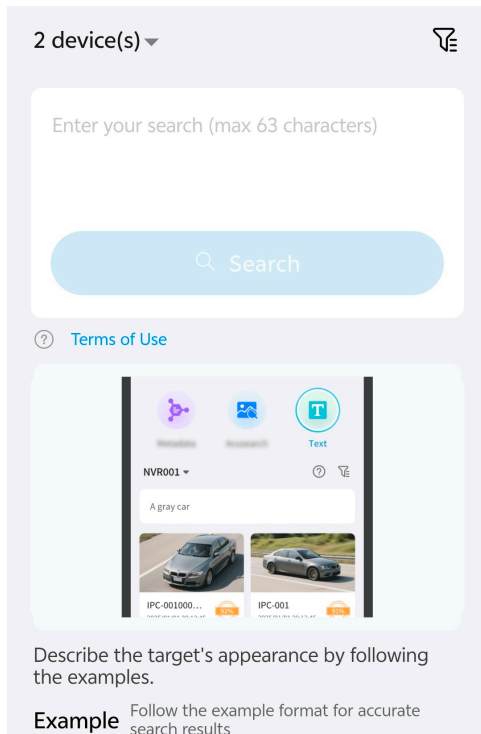 2 device(s)
Enter your search (max 63 characters)
Search
Terms of Use
Text
NVR001
A gray car
IPC-001000...
IPC-001
Describe the target's appearance by following
the examples.
Example
Follow the example format for accurate
search results